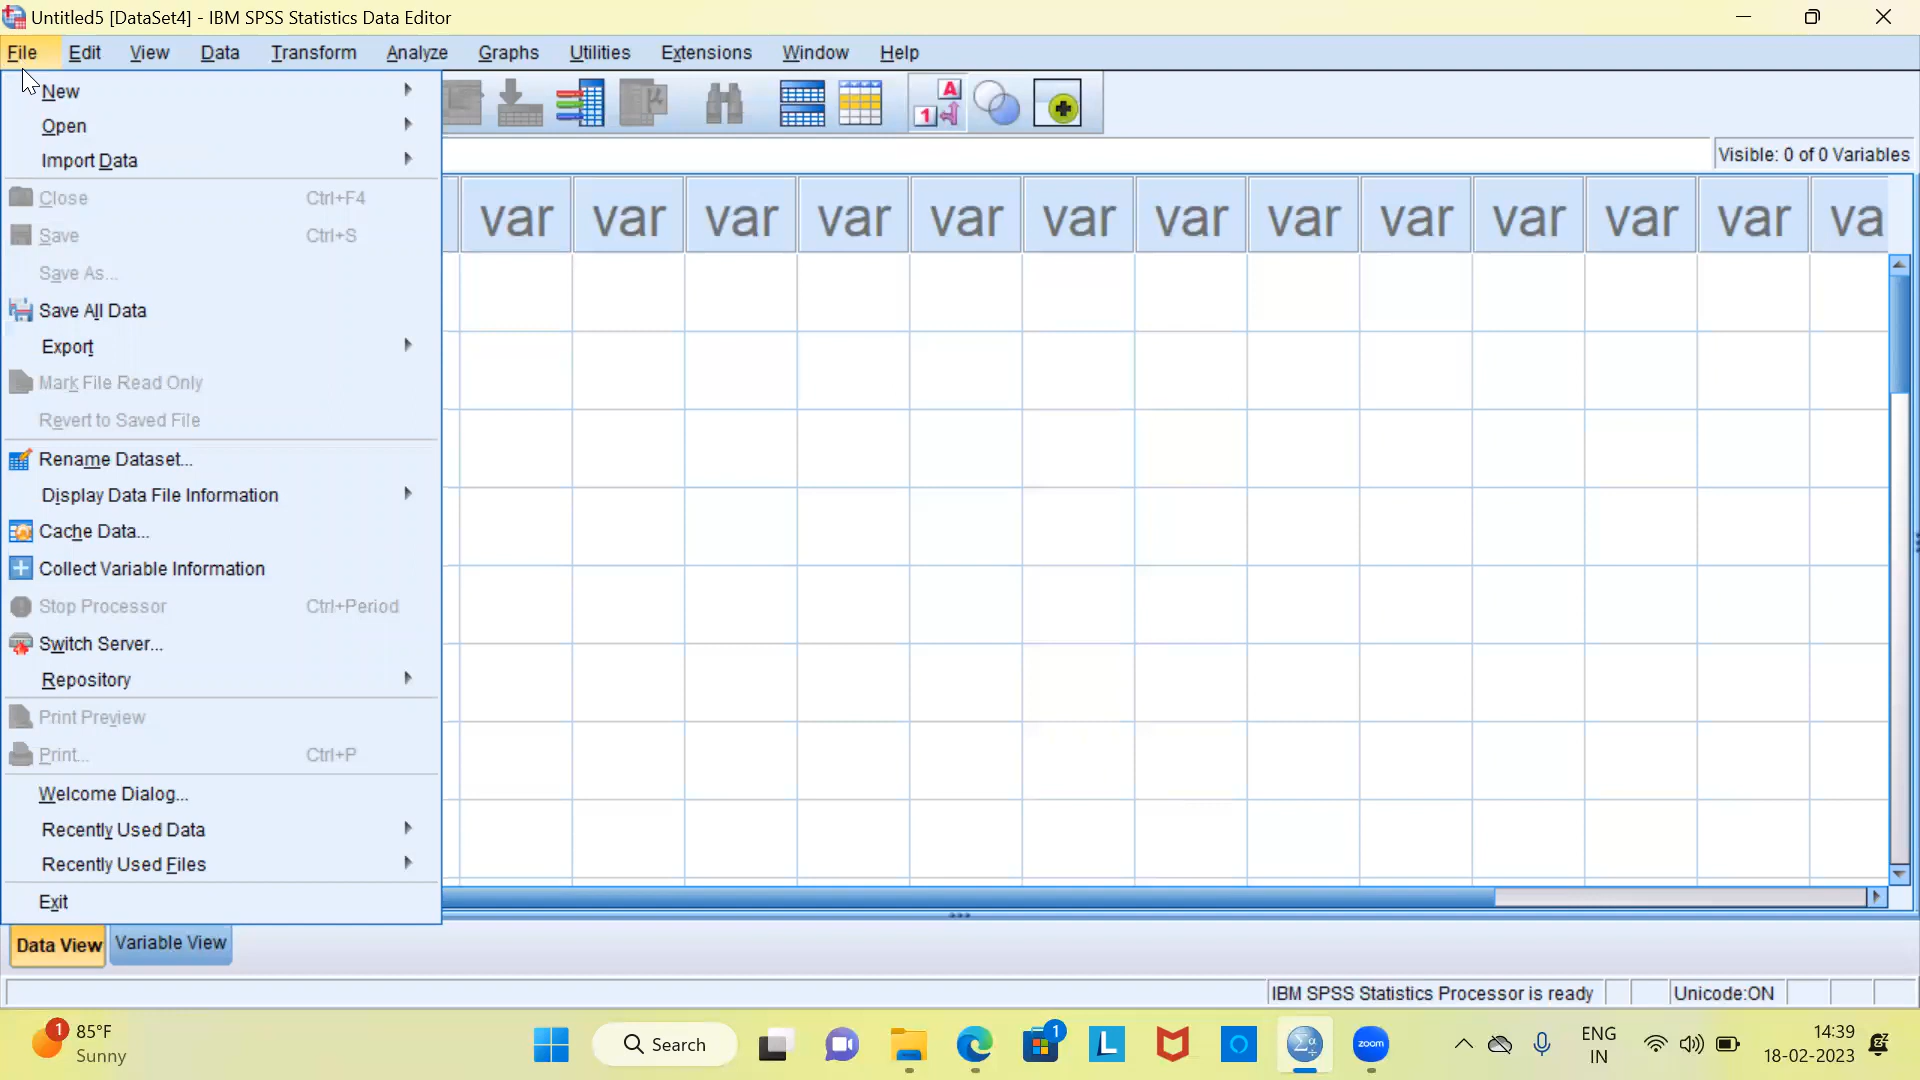 Untitled5 [DataSet4] - IBM SPSS Statistics Data Editor
File Edit View Data Transform Analyze Graphs Utilities Extensions Window Help
New
Open
Import Data
Visible: 0 of 0 Variables
Close Ctrl+F4
Save Ctrl+S
Save As...
Save All Data
Export
Mark File Read Only
Revert to Saved File
Rename Dataset...
Display Data File Information
Cache Data...
Collect Variable Information
Stop Processor Ctrl+Period
Switch Server...
Repository
Print Preview
Print... Ctrl+P
Welcome Dialog...
Recently Used Data
Recently Used Files
Exit
A
1
var var var var var var var var var var var var va
Data View Variable View
IBM SPSS Statistics Processor is ready Unicode:ON
1
85°F
Sunny
Search
1
L
zoom
ENG
IN
14:39
18-02-2023